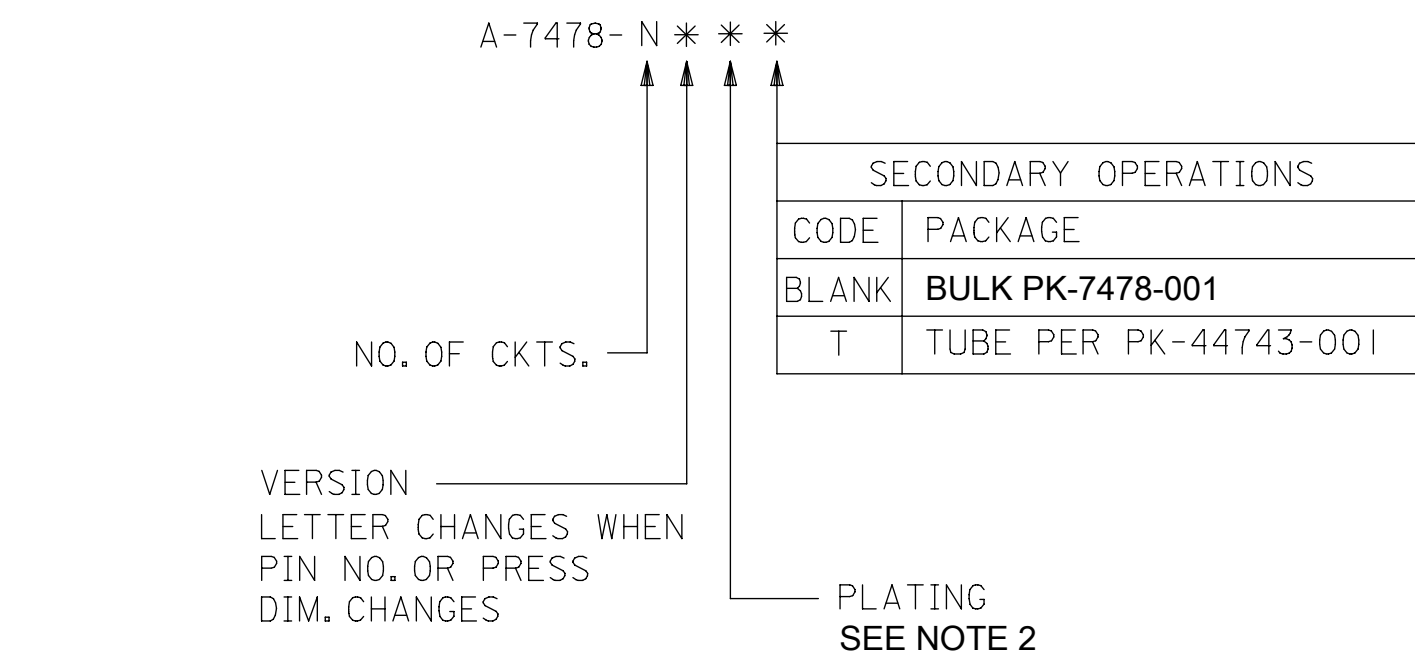 A-7478- N * * *
SECONDARY OPERATIONS
CODE PACKAGE
BLANK BULK PK-7478-001
T TUBE PER PK-44743-001
NO. OF CKTS.
VERSION
LETTER CHANGES WHEN
PIN NO. OR PRESS
DIM. CHANGES
PLATING
SEE NOTE 2